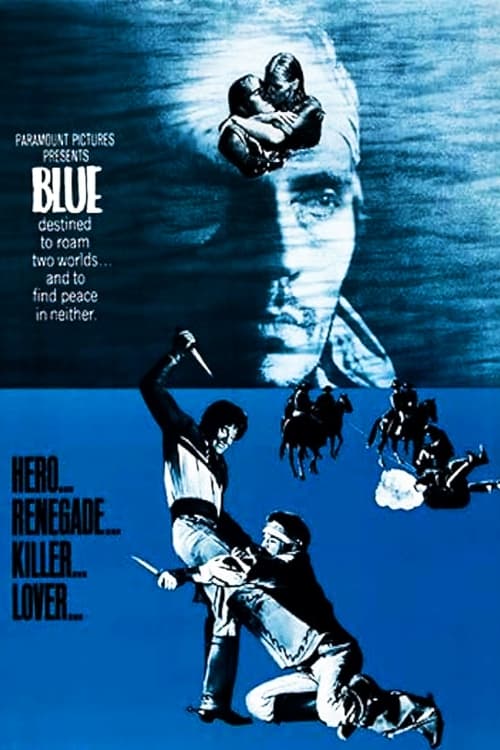 PARAMOUNT PICTURES
PRESENTS
BLUE
destined
to roam
two worlds...
and to
find peace
in neither.
HERO...
RENEGADE...
KILLER...
LOVER...